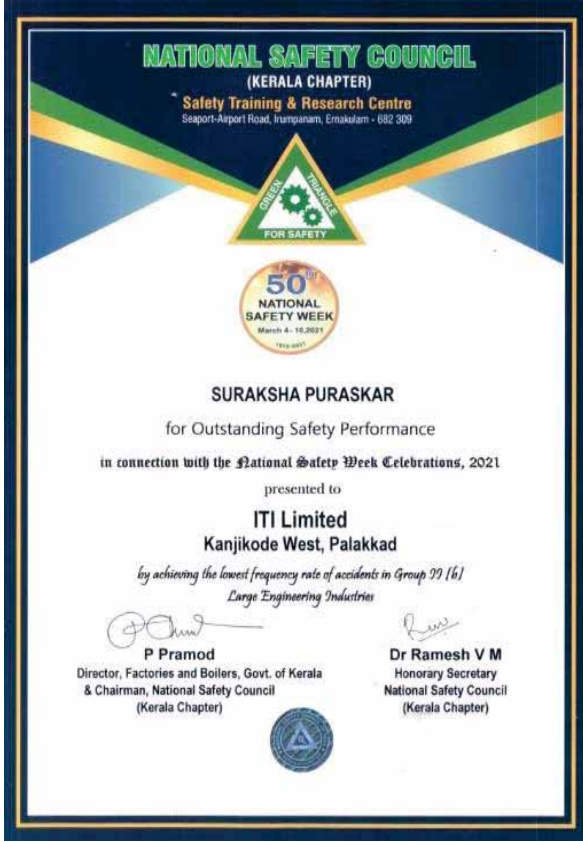 NATIONAL SAFETY COUNCIL
(KERALA CHAPTER)
Safety Training & Research Centre
Seaport-Airport Road, Irumpanam, Ernakulam - 682 309
GREEN TRIANGLE
FOR SAFETY
50
NATIONAL
SAFETY WEEK
March 4- 10,2021
SURAKSHA PURASKAR
for Outstanding Safety Performance
in connection with the National Safety Week Celebrations, 2021
presented to
ITI Limited
Kanjikode West, Palakkad
by achieving the lowest frequency rate of accidents in Group II [b]
Large Engineering Industries
P Pramod
Director, Factories and Boilers, Govt. of Kerala
& Chairman, National Safety Council
(Kerala Chapter)
Dr Ramesh V M
Honorary Secretary
National Safety Council
(Kerala Chapter)